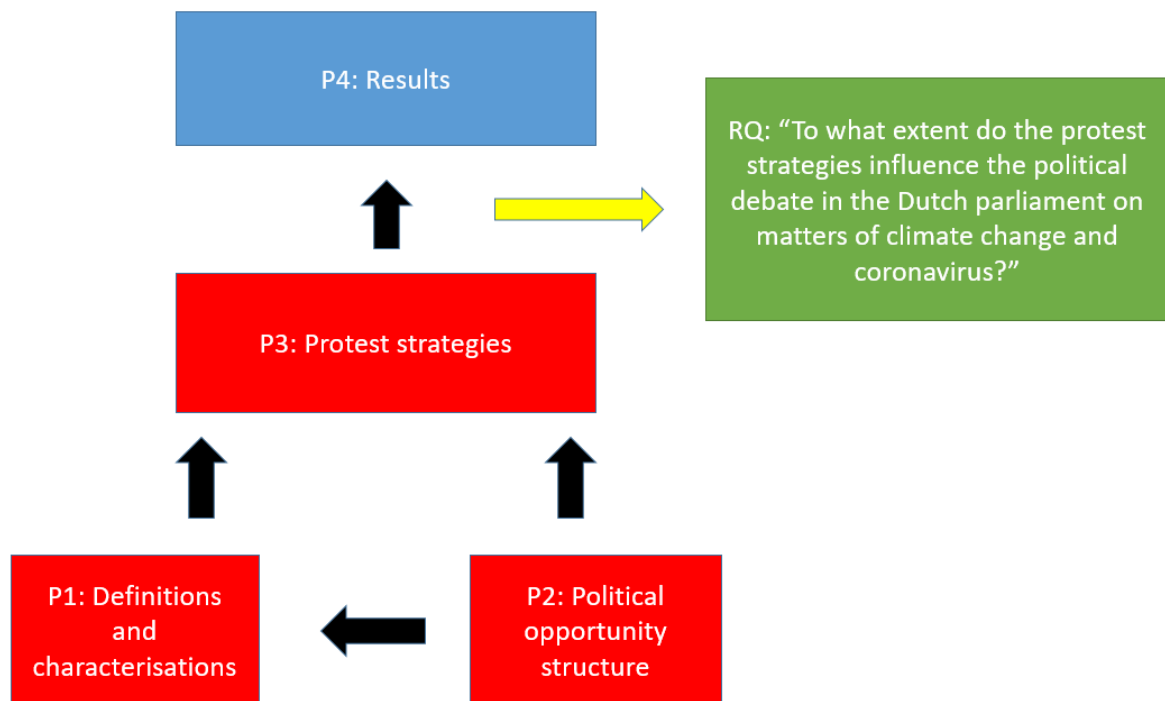 P4: Results
RQ: “To what extent do the protest
strategies influence the political
debate in the Dutch parliament on
matters of climate change and
coronavirus?”
P3: Protest strategies
P1: Definitions
and
characterisations
P2: Political
opportunity
structure